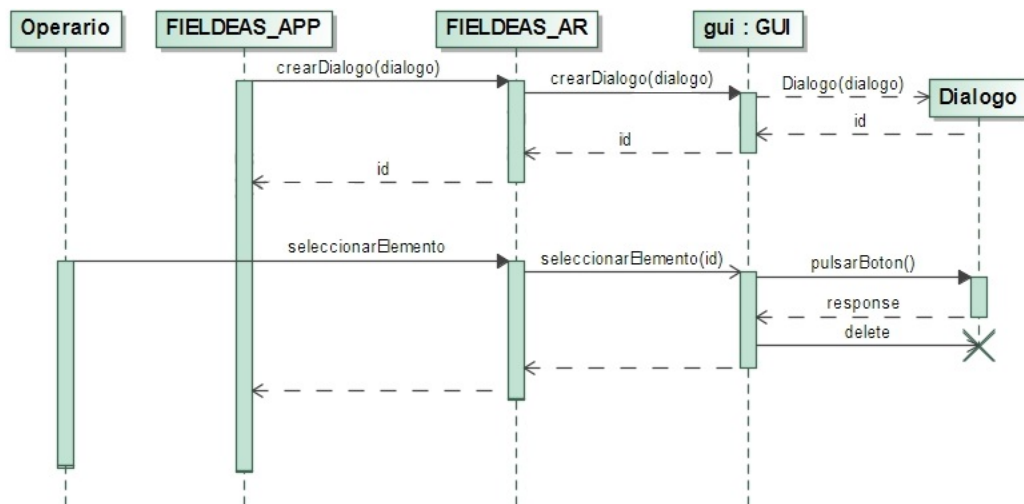 Operario
FIELDEAS_APP
FIELDEAS_AR
gui : GUI
crearDialogo(dialogo)
crearDialogo(dialogo)
Dialogo(dialogo)
Dialogo
id
id
id
seleccionarElemento
seleccionarElemento(id)
pulsarBoton()
response
delete